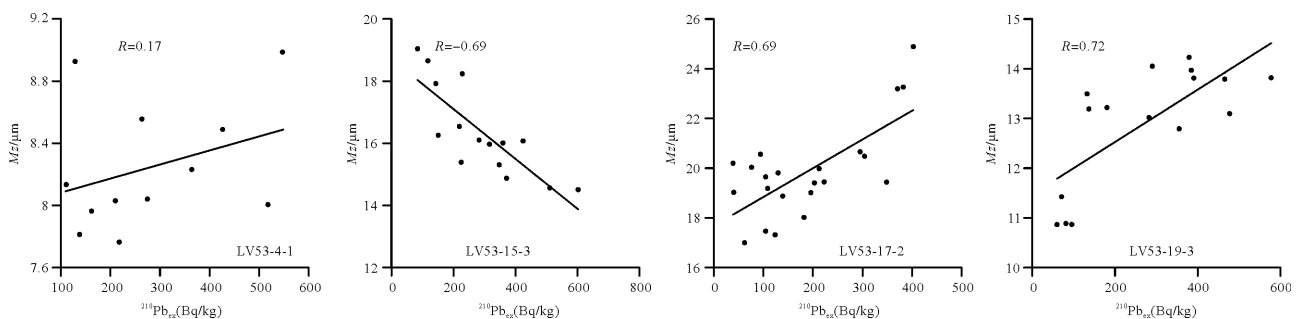 9.2
8.8
8.4
8
7.6
Mz/μm
R=0.17
LV53-4-1
100 200 300 400 500 600
²¹⁰Pbₑₓ(Bq/kg)
20
18
16
14
12
Mz/μm
R=−0.69
LV53-15-3
0 200 400 600 800
²¹⁰Pbₑₓ(Bq/kg)
26
24
22
20
18
16
Mz/μm
R=0.69
LV53-17-2
0 100 200 300 400 500
²¹⁰Pbₑₓ(Bq/kg)
15
14
13
12
11
10
Mz/μm
R=0.72
LV53-19-3
0 200 400 600
²¹⁰Pbₑₓ(Bq/kg)